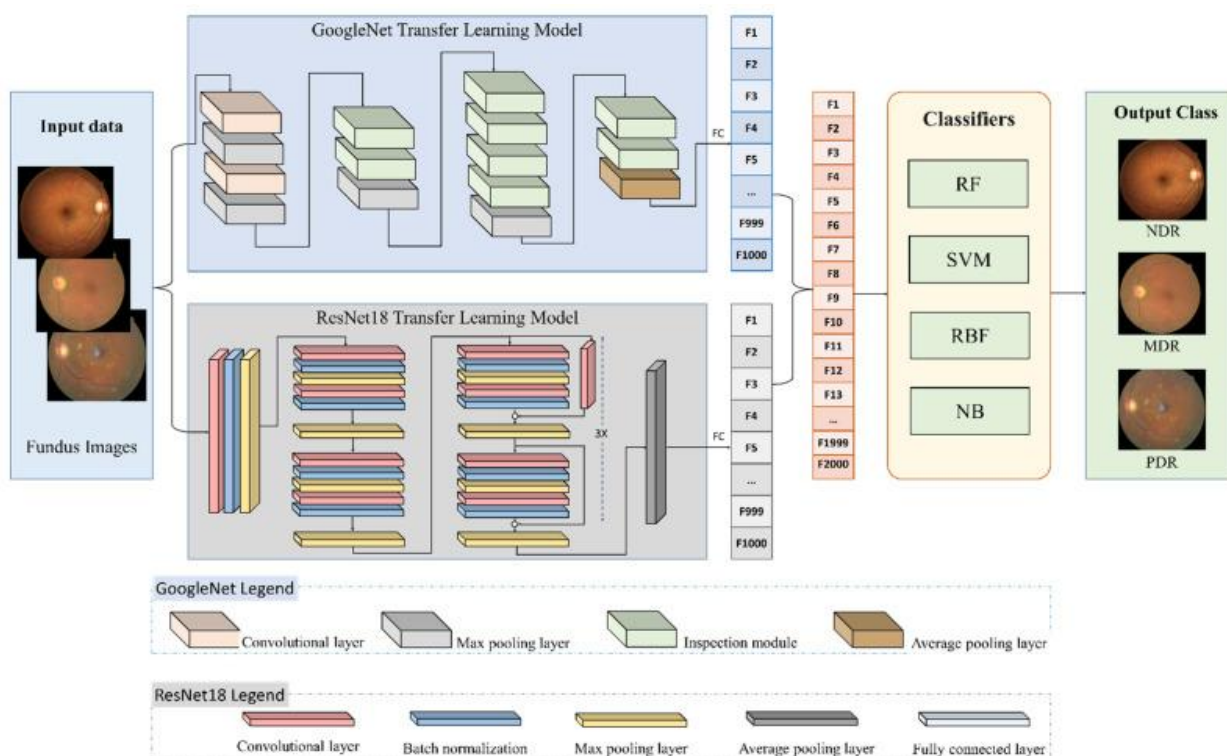 Input data
Fundus Images
GoogleNet Transfer Learning Model
FC
F1
F2
F3
F4
F5
...
F999
F1000
ResNet18 Transfer Learning Model
3X
FC
F1
F2
F3
F4
F5
...
F999
F1000
F1
F2
F3
F4
F5
F6
F7
F8
F9
F10
F11
F12
F13
...
F1999
F2000
Classifiers
RF
SVM
RBF
NB
Output Class
NDR
MDR
PDR
GoogleNet Legend
Convolutional layer
Max pooling layer
Inspection module
Average pooling layer
ResNet18 Legend
Convolutional layer
Batch normalization
Max pooling layer
Average pooling layer
Fully connected layer